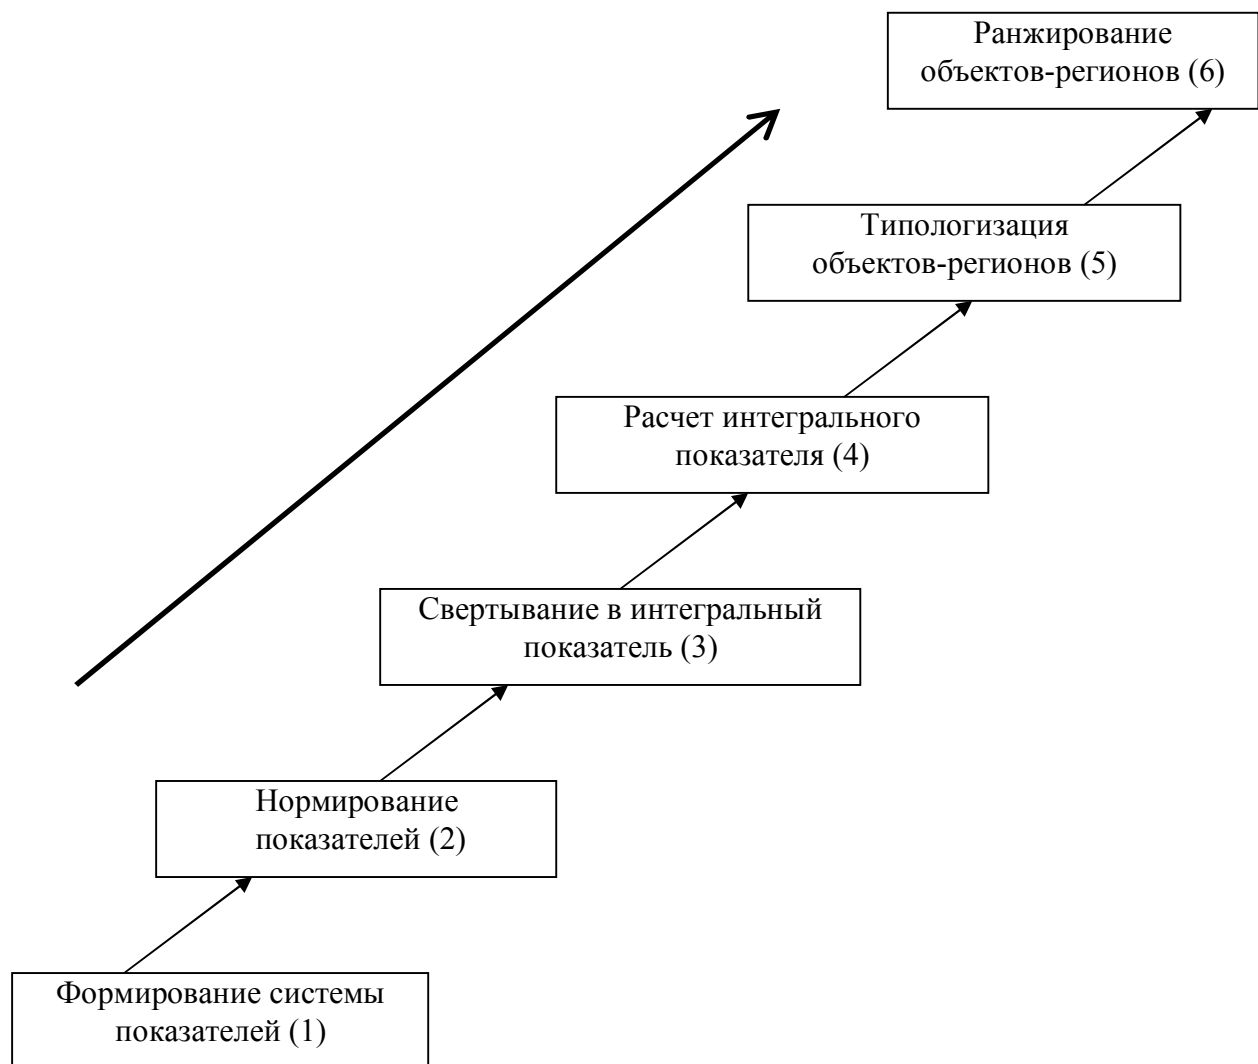 Ранжирование
объектов-регионов (6)
Типологизация
объектов-регионов (5)
Расчет интегрального
показателя (4)
Свертывание в интегральный
показатель (3)
Нормирование
показателей (2)
Формирование системы
показателей (1)